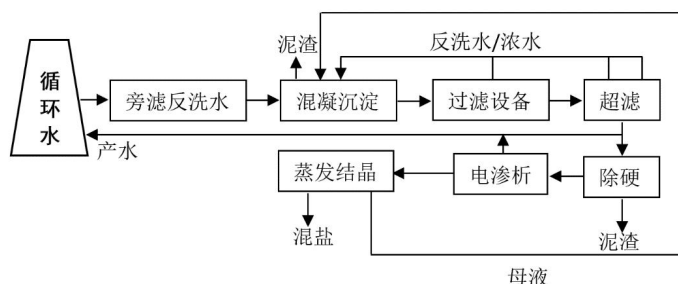 泥渣
反洗水/浓水
循环水
旁滤反洗水
混凝沉淀
过滤设备
超滤
产水
蒸发结晶
电渗析
除硬
混盐
泥渣
母液